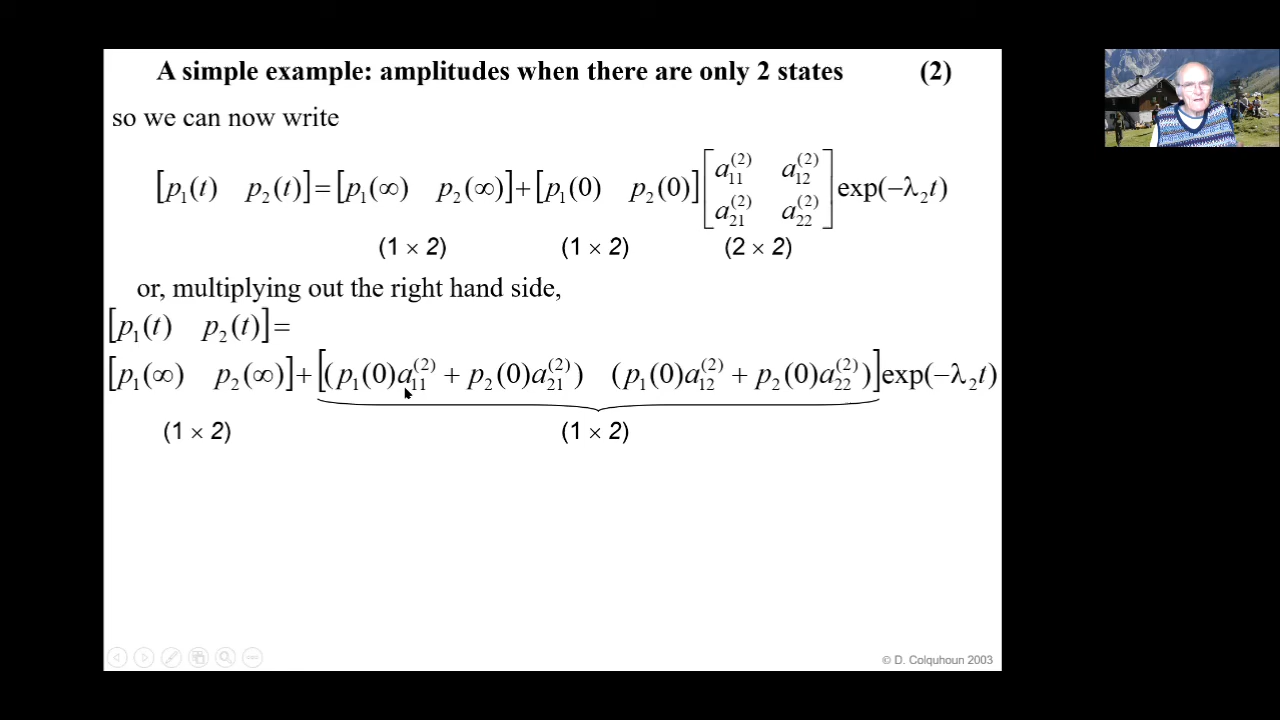 A simple example: amplitudes when there are only 2 states (2)
so we can now write
[p₁(t) p₂(t)] = [p₁(∞) p₂(∞)] + [p₁(0) p₂(0)] [a₁₁⁽²⁾ a₁₂⁽²⁾; a₂₁⁽²⁾ a₂₂⁽²⁾] exp(−λ₂t)
(1 × 2) (1 × 2) (2 × 2)
or, multiplying out the right hand side,
[p₁(t) p₂(t)] =
[p₁(∞) p₂(∞)] + [(p₁(0)a₁₁⁽²⁾ + p₂(0)a₂₁⁽²⁾) (p₁(0)a₁₂⁽²⁾ + p₂(0)a₂₂⁽²⁾)] exp(−λ₂t)
(1 × 2) (1 × 2)
© D. Colquhoun 2003